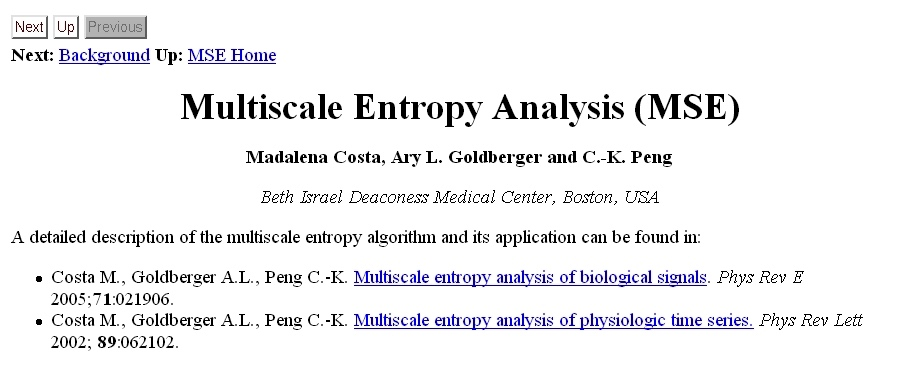 Next Up Previous
Next: Background Up: MSE Home
Multiscale Entropy Analysis (MSE)
Madalena Costa, Ary L. Goldberger and C.-K. Peng
Beth Israel Deaconess Medical Center, Boston, USA
A detailed description of the multiscale entropy algorithm and its application can be found in:
• Costa M., Goldberger A.L., Peng C.-K. Multiscale entropy analysis of biological signals. Phys Rev E
2005;71:021906.
• Costa M., Goldberger A.L., Peng C.-K. Multiscale entropy analysis of physiologic time series. Phys Rev Lett
2002; 89:062102.